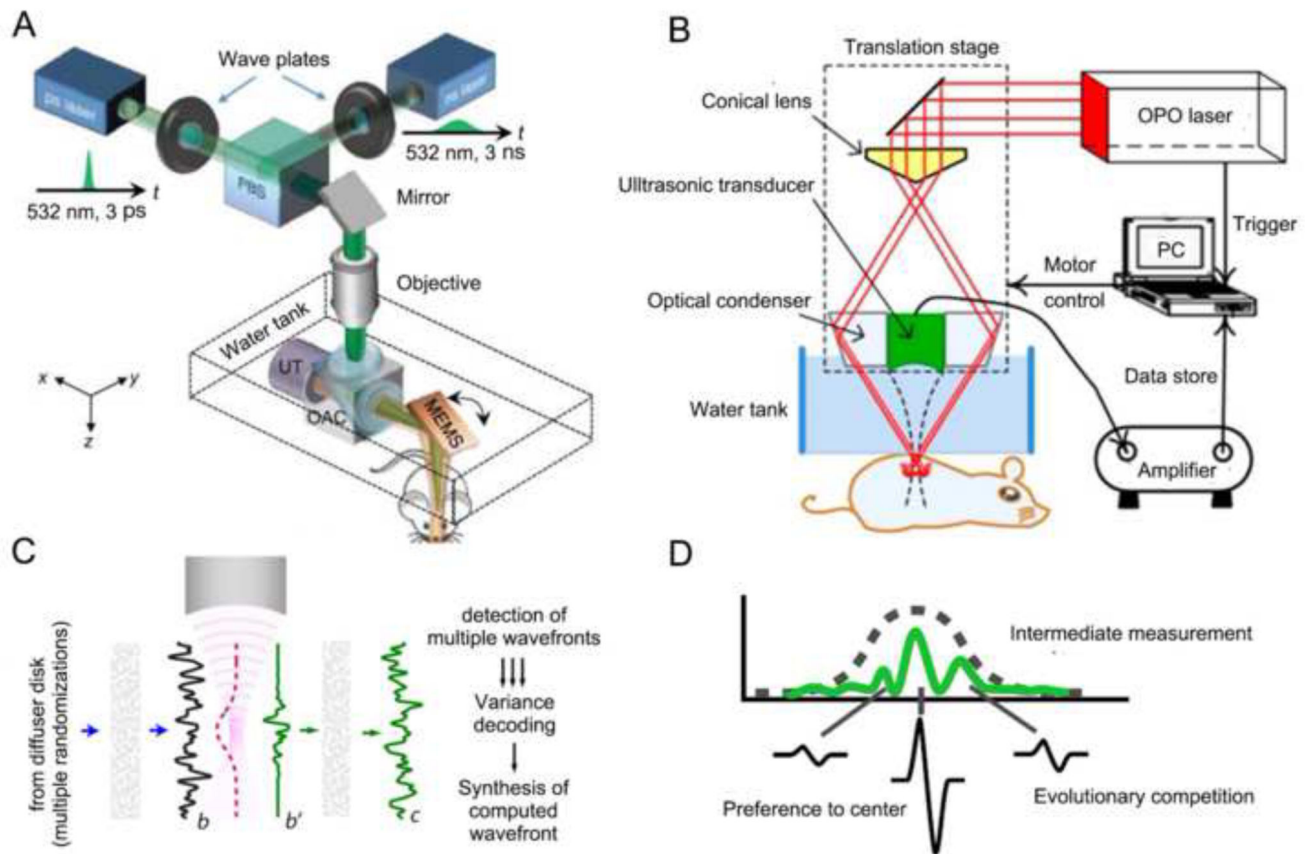 A
Wave plates
ps laser
532 nm, 3 ps
t
532 nm, 3 ns
t
PBS
Mirror
Objective
Water tank
UT
OAC
MEMS
x
y
z
B
Translation stage
Conical lens
OPO laser
Ulltrasonic transducer
Trigger
PC
Motor
control
Optical condenser
Data store
Water tank
Amplifier
C
from diffuser disk
(multiple randomizations)
b
b'
c
detection of
multiple wavefronts
Variance
decoding
Synthesis of
computed
wavefront
D
Intermediate measurement
Preference to center
Evolutionary competition